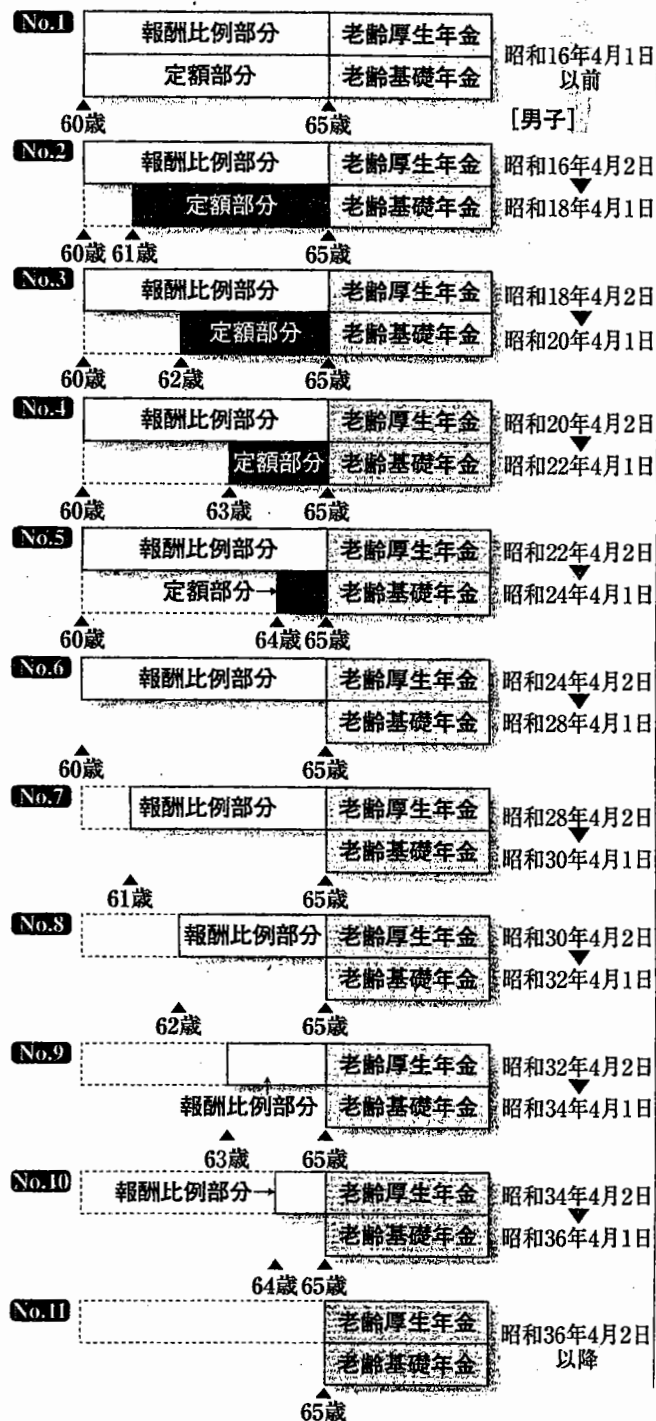 No.1
報酬比例部分 老齢厚生年金 昭和16年4月1日
定額部分 老齢基礎年金 以前
60歳 65歳 [男子]
No.2
報酬比例部分 老齢厚生年金 昭和16年4月2日
▼
定額部分 老齢基礎年金 昭和18年4月1日
60歳 61歳 65歳
No.3
報酬比例部分 老齢厚生年金 昭和18年4月2日
▼
定額部分 老齢基礎年金 昭和20年4月1日
60歳 62歳 65歳
No.4
報酬比例部分 老齢厚生年金 昭和20年4月2日
▼
定額部分 老齢基礎年金 昭和22年4月1日
60歳 63歳 65歳
No.5
報酬比例部分 老齢厚生年金 昭和22年4月2日
▼
定額部分→ 老齢基礎年金 昭和24年4月1日
60歳 64歳 65歳
No.6
報酬比例部分 老齢厚生年金 昭和24年4月2日
▼
老齢基礎年金 昭和28年4月1日
60歳 65歳
No.7
報酬比例部分 老齢厚生年金 昭和28年4月2日
▼
老齢基礎年金 昭和30年4月1日
61歳 65歳
No.8
報酬比例部分 老齢厚生年金 昭和30年4月2日
▼
老齢基礎年金 昭和32年4月1日
62歳 65歳
No.9
老齢厚生年金 昭和32年4月2日
▼
報酬比例部分 老齢基礎年金 昭和34年4月1日
63歳 65歳
No.10
報酬比例部分→ 老齢厚生年金 昭和34年4月2日
▼
老齢基礎年金 昭和36年4月1日
64歳 65歳
No.11
老齢厚生年金 昭和36年4月2日
老齢基礎年金 以降
65歳